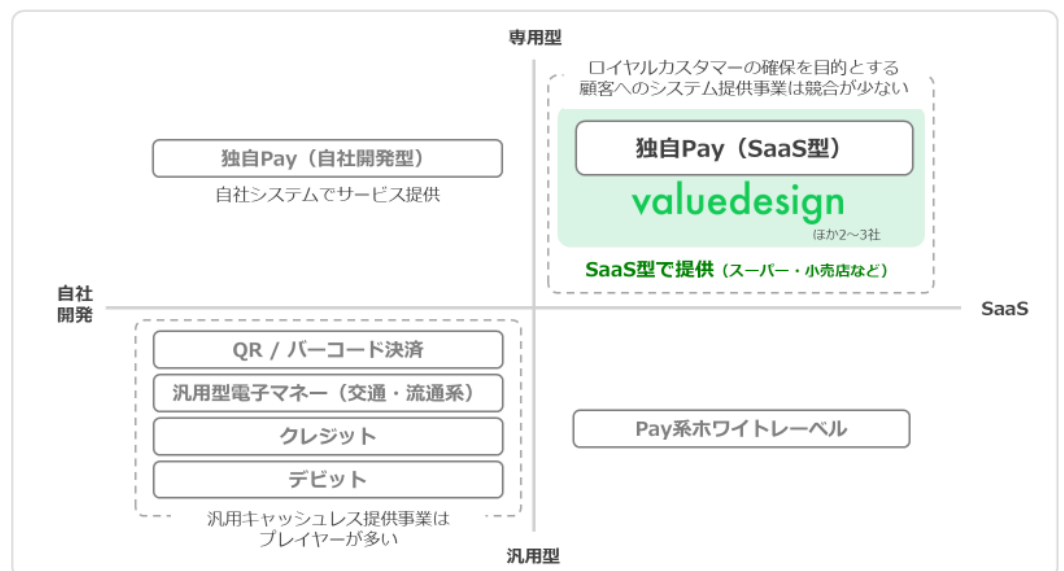 専用型
ロイヤルカスタマーの確保を目的とする
顧客へのシステム提供事業は競合が少ない
独自Pay（自社開発型）
自社システムでサービス提供
独自Pay（SaaS型）
valuedesign
ほか2～3社
SaaS型で提供（スーパー・小売店など）
自社
開発
SaaS
QR / バーコード決済
汎用型電子マネー（交通・流通系）
クレジット
デビット
汎用キャッシュレス提供事業は
プレイヤーが多い
Pay系ホワイトレーベル
汎用型